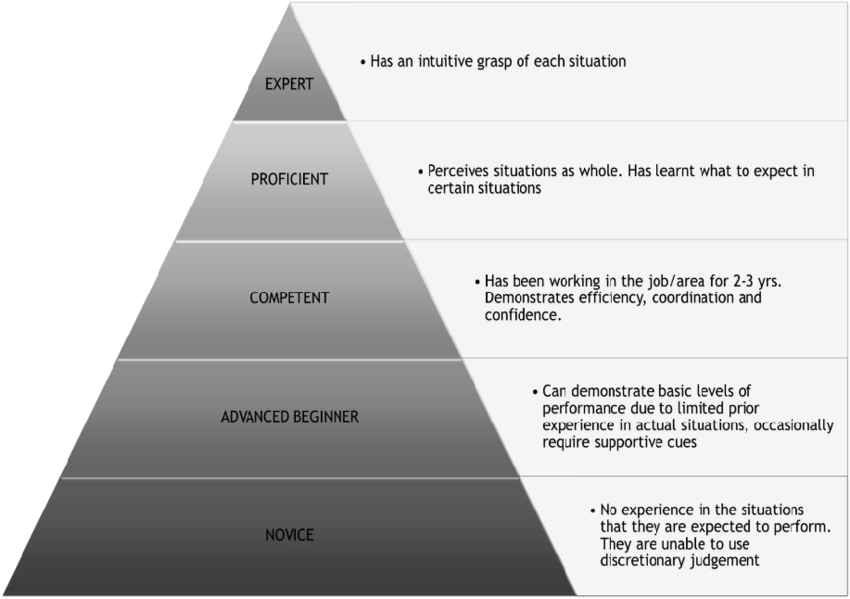 EXPERT
• Has an intuitive grasp of each situation
PROFICIENT
• Perceives situations as whole. Has learnt what to expect in
certain situations
COMPETENT
• Has been working in the job/area for 2-3 yrs.
Demonstrates efficiency, coordination and
confidence.
ADVANCED BEGINNER
• Can demonstrate basic levels of
performance due to limited prior
experience in actual situations, occasionally
require supportive cues
NOVICE
• No experience in the situations
that they are expected to perform.
They are unable to use
discretionary judgement